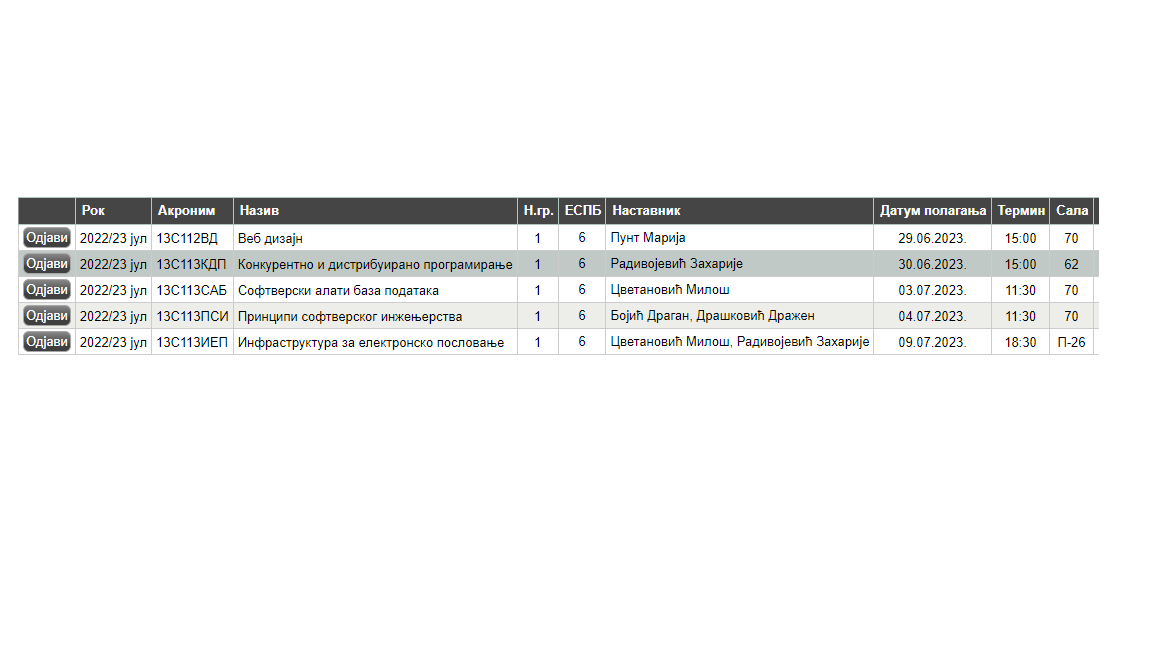 Рок Акроним Назив Н.гр. ЕСПБ Наставник Датум полагања Термин Сала
Одјави 2022/23 јул 13С112ВД Веб дизајн 1 6 Пунт Марија 29.06.2023. 15:00 70
Одјави 2022/23 јул 13С113КДП Конкурентно и дистрибуирано програмирање 1 6 Радивојевић Захарије 30.06.2023. 15:00 62
Одјави 2022/23 јул 13С113САБ Софтверски алати база података 1 6 Цветановић Милош 03.07.2023. 11:30 70
Одјави 2022/23 јул 13С113ПСИ Принципи софтверског инжењерства 1 6 Бојић Драган, Драшковић Дражен 04.07.2023. 11:30 70
Одјави 2022/23 јул 13С113ИЕП Инфраструктура за електронско пословање 1 6 Цветановић Милош, Радивојевић Захарије 09.07.2023. 18:30 П-26